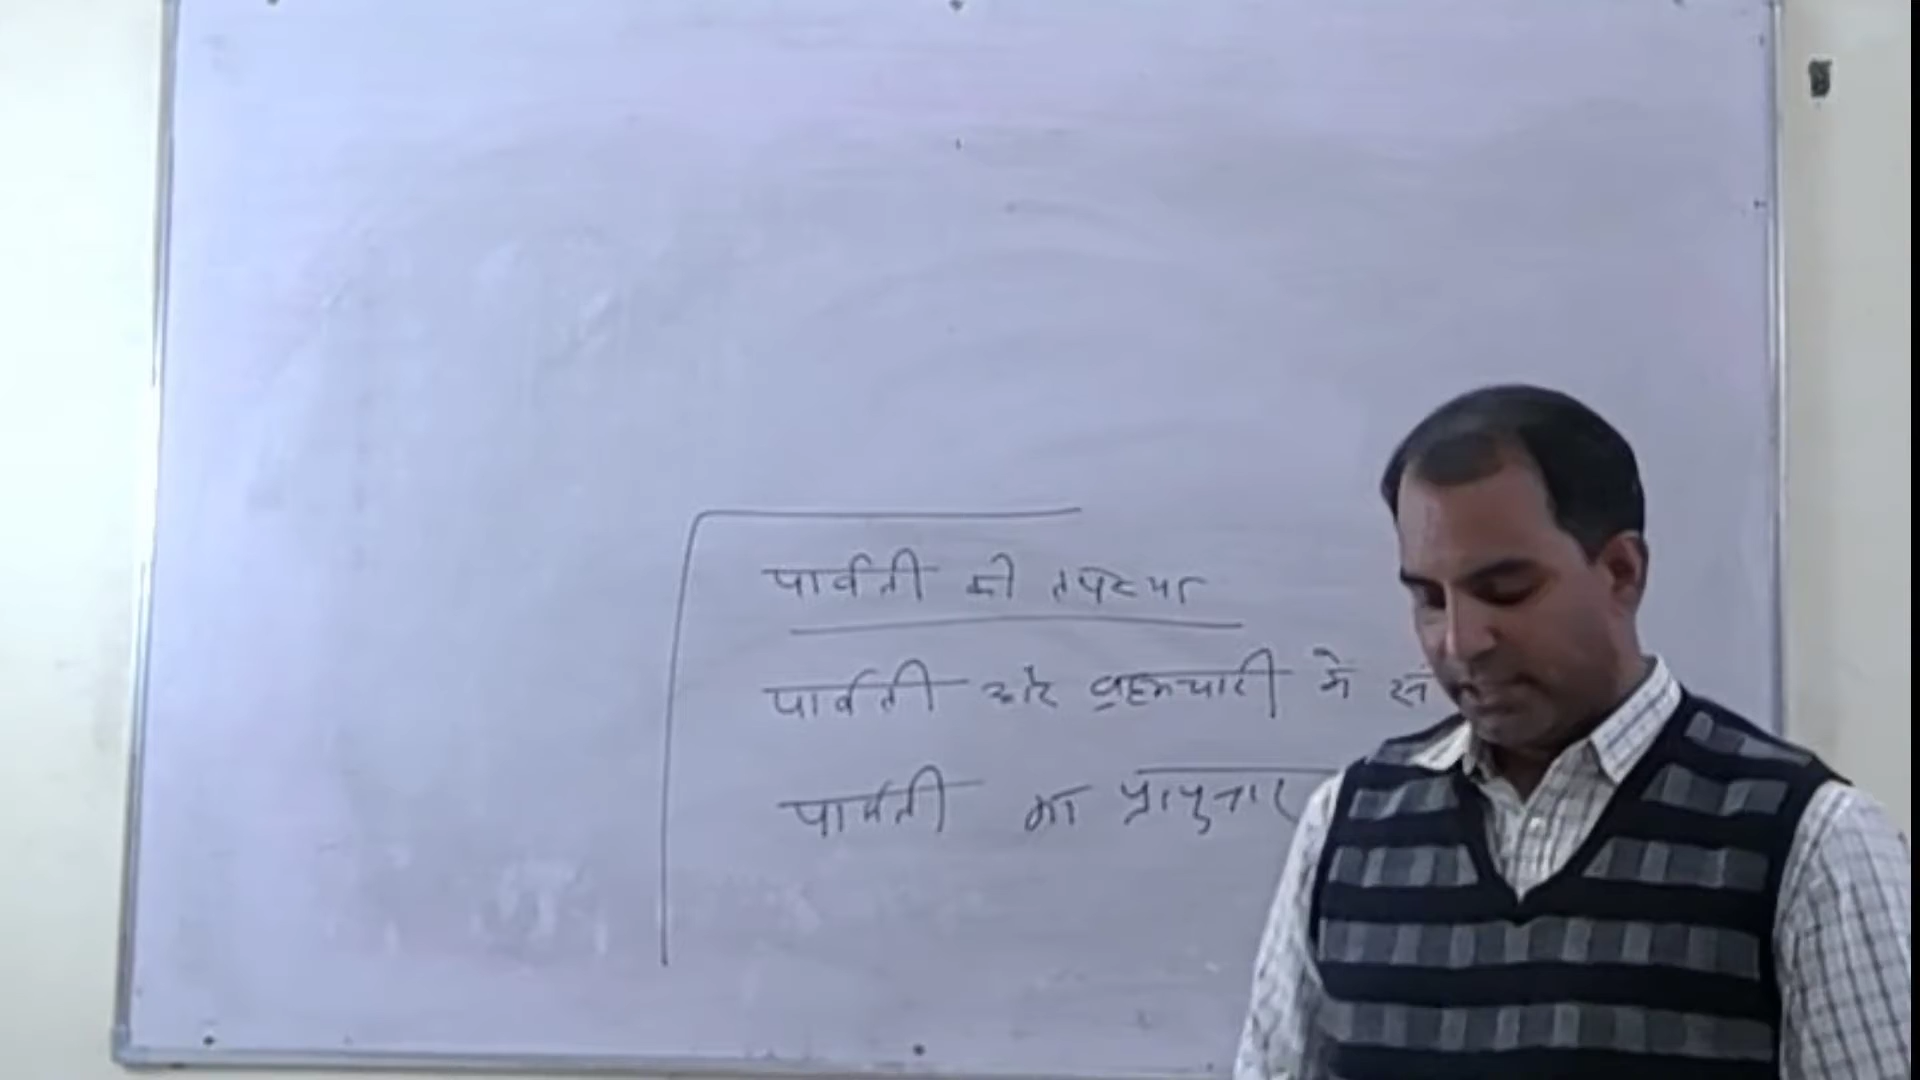 पार्वती की तपस्या
पार्वती और ब्रह्मचारी में
पार्वती का